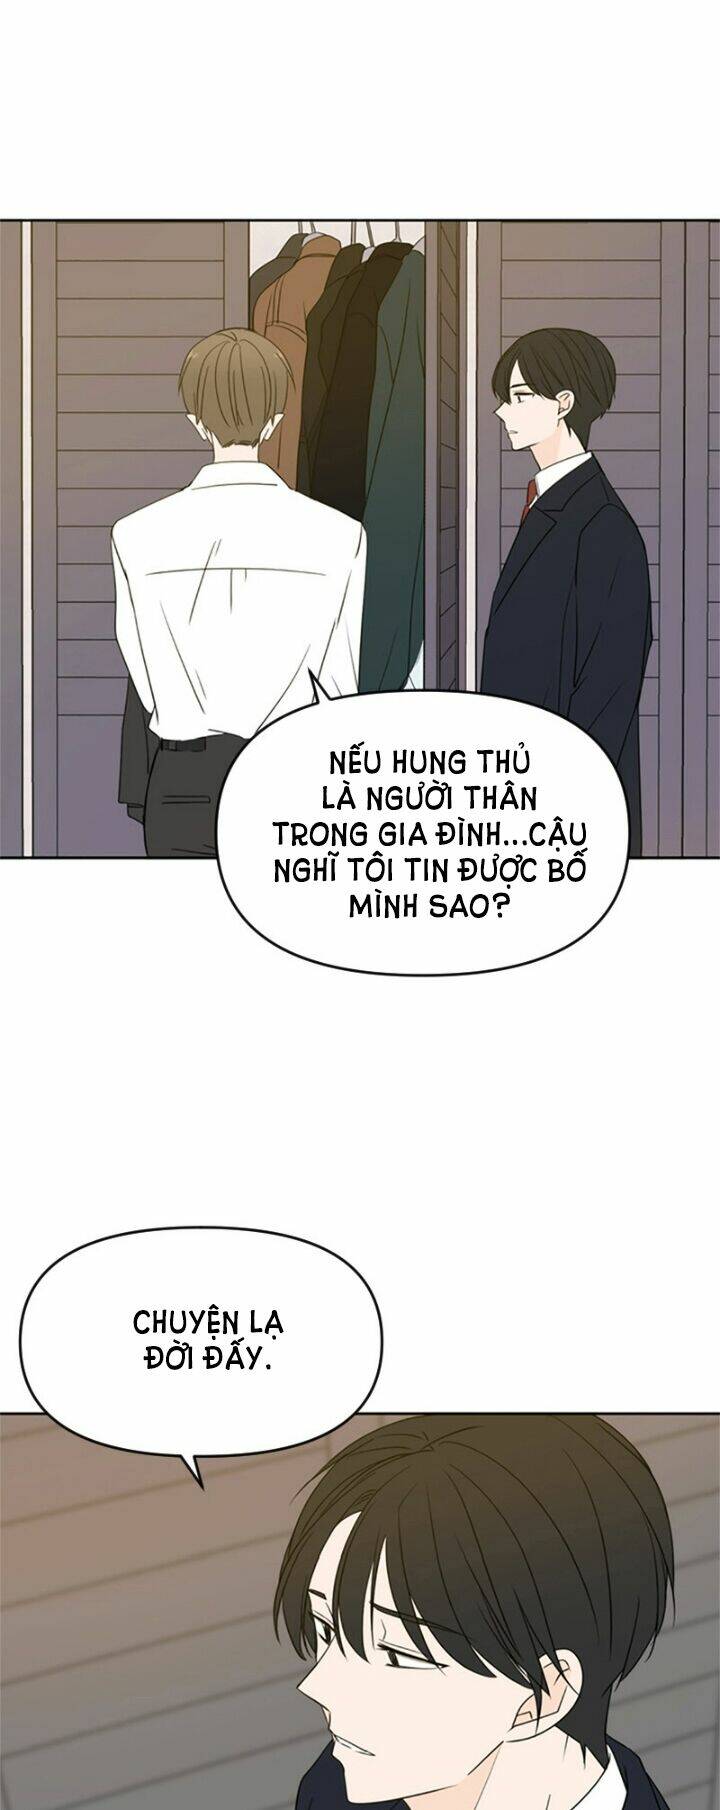 NẾU HUNG THỦ
LÀ NGƯỜI THÂN
TRONG GIA ĐÌNH...CẬU
NGHĨ TÔI TIN ĐƯỢC BỐ
MÌNH SAO?
CHUYỆN LẠ
ĐỜI ĐẤY.